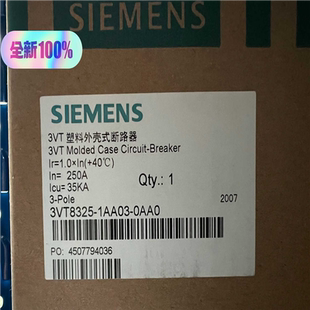 SIEMENS
全新100%
SIEMENS
3VT 塑料外壳式断路器
3VT Molded Case Circuit-Breaker
Ir=1.0×In(+40℃)
In= 250A
Icu= 35KA
Qty.: 1
3-Pole
2007
3VT8325-1AA03-0AA0
PO: 4507794036